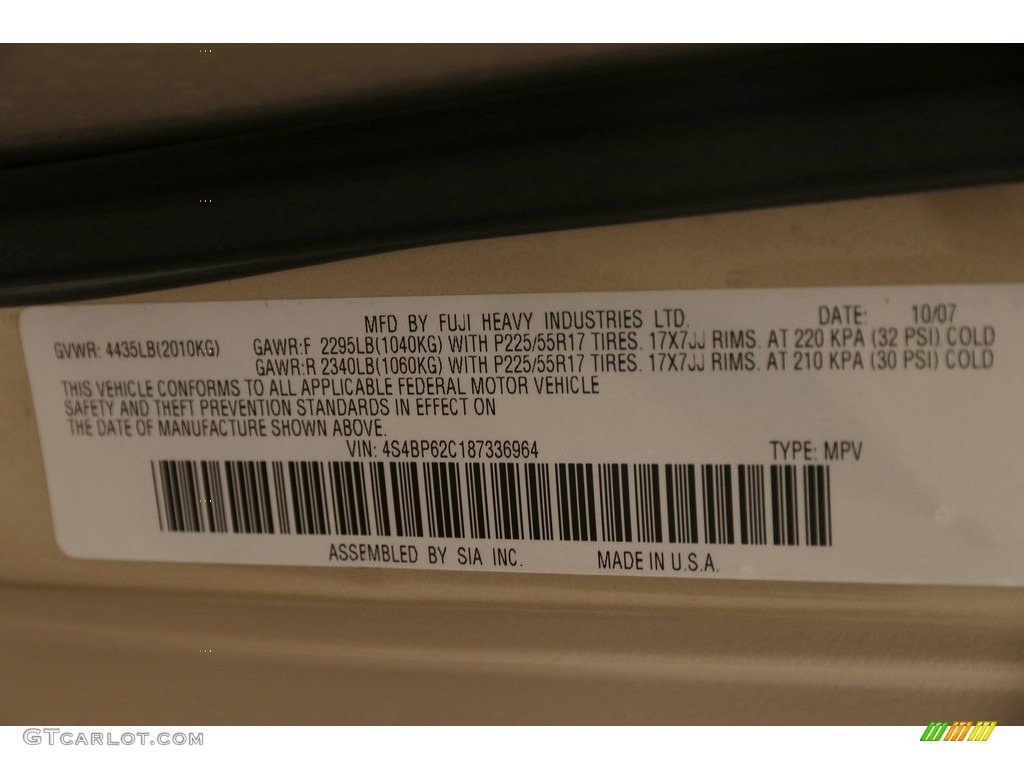 MFD BY FUJI HEAVY INDUSTRIES LTD. DATE: 10/07
GVWR: 4435LB(2010KG) GAWR:F 2295LB(1040KG) WITH P225/55R17 TIRES. 17X7JJ RIMS. AT 220 KPA (32 PSI) COLD
GAWR:R 2340LB(1060KG) WITH P225/55R17 TIRES. 17X7JJ RIMS. AT 210 KPA (30 PSI) COLD
THIS VEHICLE CONFORMS TO ALL APPLICABLE FEDERAL MOTOR VEHICLE
SAFETY AND THEFT PREVENTION STANDARDS IN EFFECT ON
THE DATE OF MANUFACTURE SHOWN ABOVE.
VIN: 4S4BP62C187336964 TYPE: MPV
ASSEMBLED BY SIA INC. MADE IN U.S.A.
GTCARLOT.COM